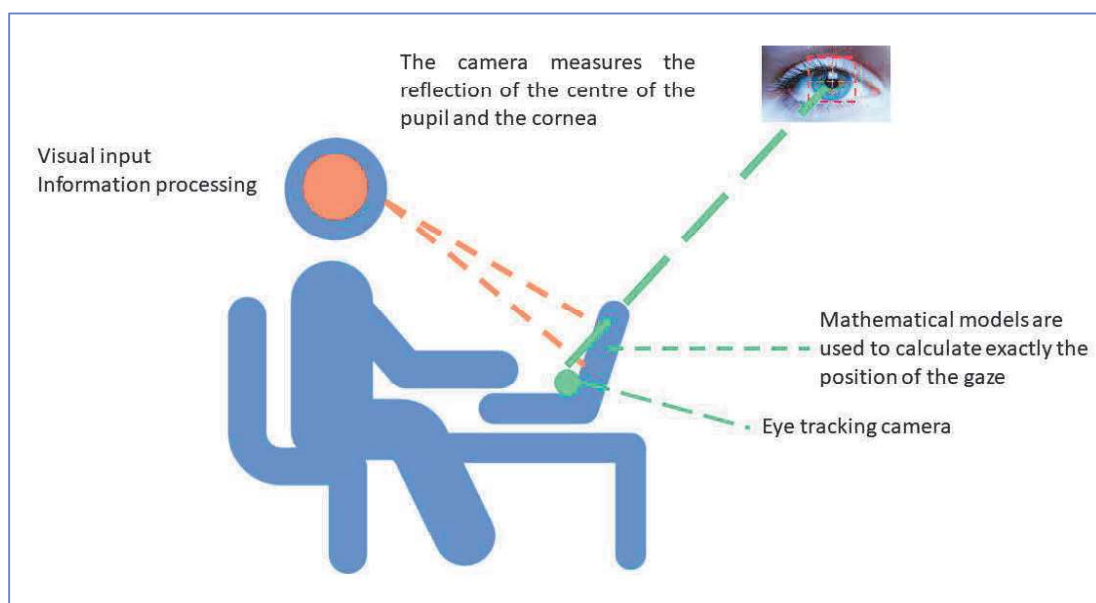 The camera measures the
reflection of the centre of the
pupil and the cornea
Visual input
Information processing
Mathematical models are
used to calculate exactly the
position of the gaze
Eye tracking camera